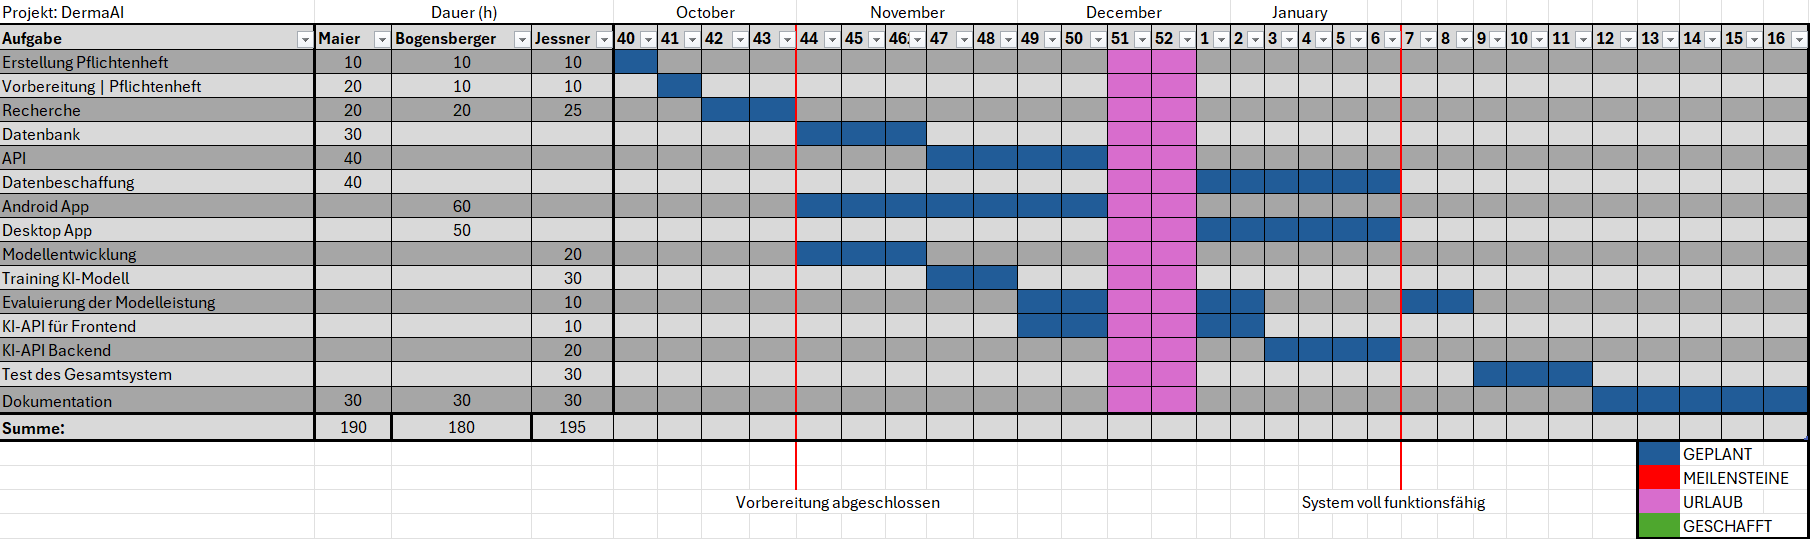 Projekt: DermaAI Dauer (h) October November December January
Aufgabe Maier Bogensberger Jessner 40 41 42 43 44 45 46 47 48 49 50 51 52 1 2 3 4 5 6 7 8 9 10 11 12 13 14 15 16
Erstellung Pflichtenheft 10 10 10
Vorbereitung | Pflichtenheft 20 10 10
Recherche 20 20 25
Datenbank 30
API 40
Datenbeschaffung 40
Android App 60
Desktop App 50
Modellentwicklung 20
Training KI-Modell 30
Evaluierung der Modelleistung 10
KI-API für Frontend 10
KI-API Backend 20
Test des Gesamtsystem 30
Dokumentation 30 30 30
Summe: 190 180 195
GEPLANT
MEILENSTEINE
Vorbereitung abgeschlossen System voll funktionsfähig URLAUB
GESCHAFFT